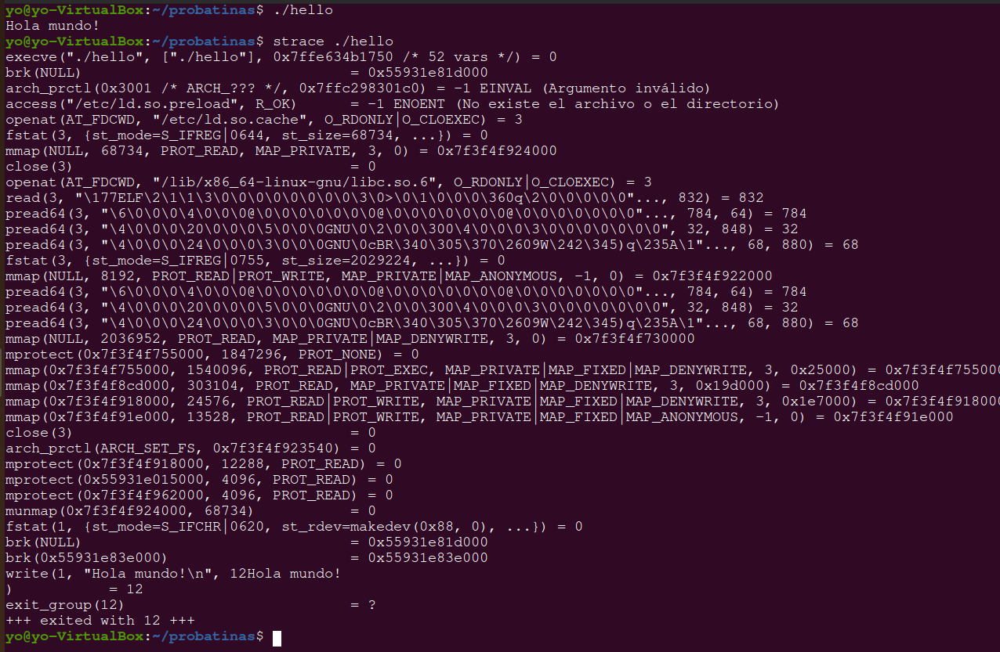 yo@yo-VirtualBox:~/probatinas$ ./hello
Hola mundo!
yo@yo-VirtualBox:~/probatinas$ strace ./hello
execve("./hello", ["./hello"], 0x7ffe634b1750 /* 52 vars */) = 0
brk(NULL)                               = 0x55931e81d000
arch_prctl(0x3001 /* ARCH_??? */, 0x7ffc298301c0) = -1 EINVAL (Argumento inválido)
access("/etc/ld.so.preload", R_OK)      = -1 ENOENT (No existe el archivo o el directorio)
openat(AT_FDCWD, "/etc/ld.so.cache", O_RDONLY|O_CLOEXEC) = 3
fstat(3, {st_mode=S_IFREG|0644, st_size=68734, ...}) = 0
mmap(NULL, 68734, PROT_READ, MAP_PRIVATE, 3, 0) = 0x7f3f4f924000
close(3)                                = 0
openat(AT_FDCWD, "/lib/x86_64-linux-gnu/libc.so.6", O_RDONLY|O_CLOEXEC) = 3
read(3, "\177ELF\2\1\1\3\0\0\0\0\0\0\0\0\3\0>\0\1\0\0\0\360q\2\0\0\0\0\0"..., 832) = 832
pread64(3, "\6\0\0\0\4\0\0\0@\0\0\0\0\0\0\0@\0\0\0\0\0\0\0@\0\0\0\0\0\0\0"..., 784, 64) = 784
pread64(3, "\4\0\0\0\20\0\0\0\5\0\0\0GNU\0\2\0\0\300\4\0\0\0\3\0\0\0\0\0\0\0", 32, 848) = 32
pread64(3, "\4\0\0\0\24\0\0\0\3\0\0\0GNU\0cBR\340\305\370\2609W\242\345)q\235A\1"..., 68, 880) = 68
fstat(3, {st_mode=S_IFREG|0755, st_size=2029224, ...}) = 0
mmap(NULL, 8192, PROT_READ|PROT_WRITE, MAP_PRIVATE|MAP_ANONYMOUS, -1, 0) = 0x7f3f4f922000
pread64(3, "\6\0\0\0\4\0\0\0@\0\0\0\0\0\0\0@\0\0\0\0\0\0\0@\0\0\0\0\0\0\0"..., 784, 64) = 784
pread64(3, "\4\0\0\0\20\0\0\0\5\0\0\0GNU\0\2\0\0\300\4\0\0\0\3\0\0\0\0\0\0\0", 32, 848) = 32
pread64(3, "\4\0\0\0\24\0\0\0\3\0\0\0GNU\0cBR\340\305\370\2609W\242\345)q\235A\1"..., 68, 880) = 68
mmap(NULL, 2036952, PROT_READ, MAP_PRIVATE|MAP_DENYWRITE, 3, 0) = 0x7f3f4f730000
mprotect(0x7f3f4f755000, 1847296, PROT_NONE) = 0
mmap(0x7f3f4f755000, 1540096, PROT_READ|PROT_EXEC, MAP_PRIVATE|MAP_FIXED|MAP_DENYWRITE, 3, 0x25000) = 0x7f3f4f755000
mmap(0x7f3f4f8cd000, 303104, PROT_READ, MAP_PRIVATE|MAP_FIXED|MAP_DENYWRITE, 3, 0x19d000) = 0x7f3f4f8cd000
mmap(0x7f3f4f918000, 24576, PROT_READ|PROT_WRITE, MAP_PRIVATE|MAP_FIXED|MAP_DENYWRITE, 3, 0x1e7000) = 0x7f3f4f918000
mmap(0x7f3f4f91e000, 13528, PROT_READ|PROT_WRITE, MAP_PRIVATE|MAP_FIXED|MAP_ANONYMOUS, -1, 0) = 0x7f3f4f91e000
close(3)                                = 0
arch_prctl(ARCH_SET_FS, 0x7f3f4f923540) = 0
mprotect(0x7f3f4f918000, 12288, PROT_READ) = 0
mprotect(0x55931e015000, 4096, PROT_READ) = 0
mprotect(0x7f3f4f962000, 4096, PROT_READ) = 0
munmap(0x7f3f4f924000, 68734)           = 0
fstat(1, {st_mode=S_IFCHR|0620, st_rdev=makedev(0x88, 0), ...}) = 0
brk(NULL)                               = 0x55931e81d000
brk(0x55931e83e000)                     = 0x55931e83e000
write(1, "Hola mundo!\n", 12Hola mundo!
)            = 12
exit_group(12)                          = ?
+++ exited with 12 +++
yo@yo-VirtualBox:~/probatinas$